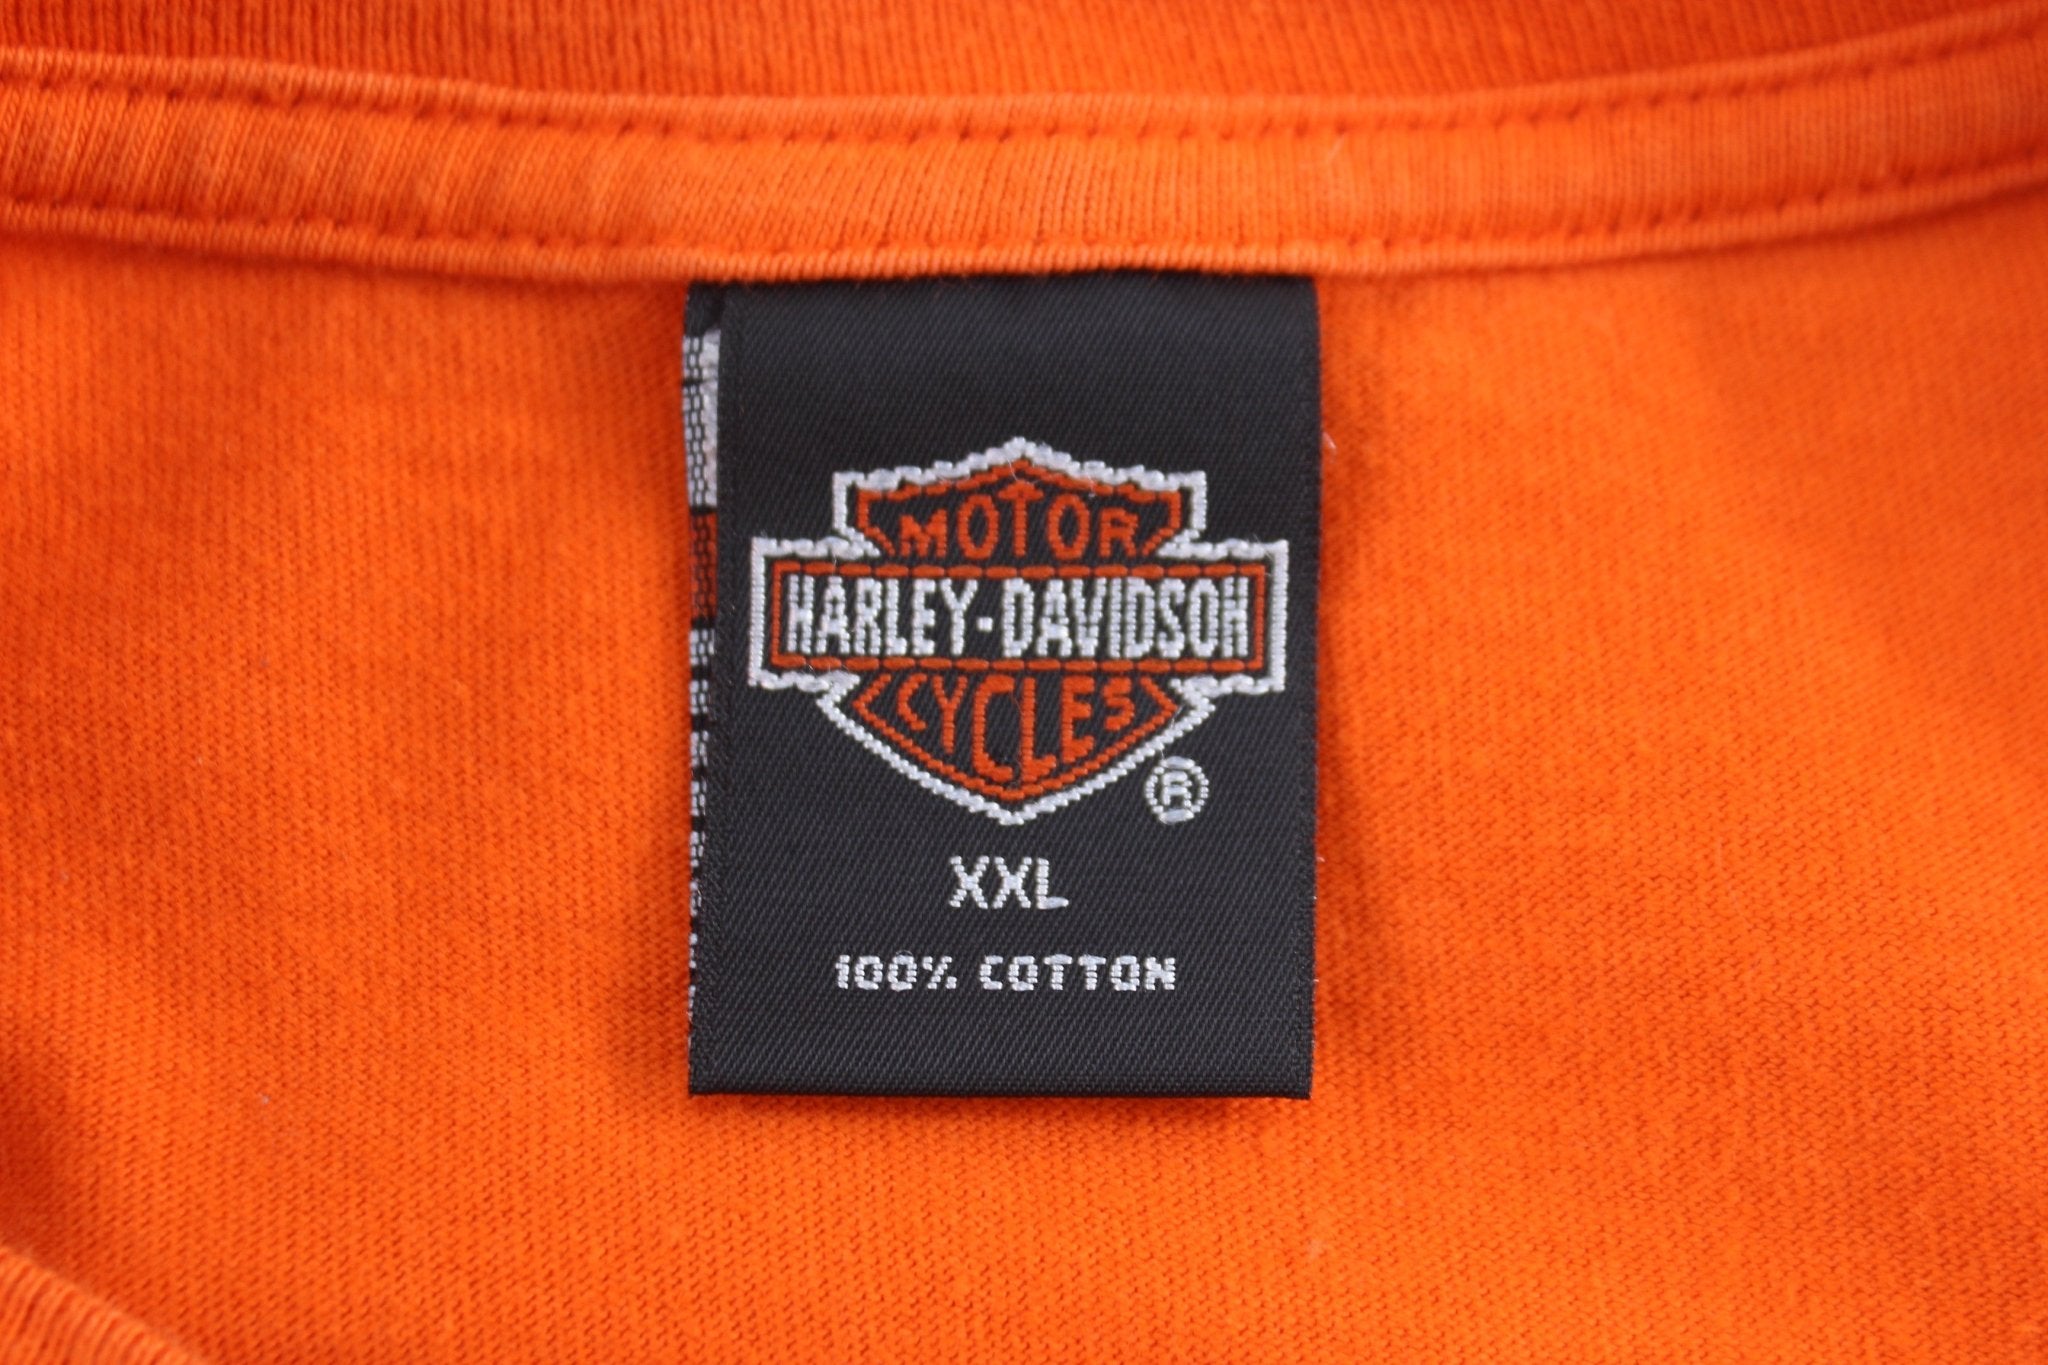 MOTOR
HARLEY-DAVIDSON
CYCLES
®
XXL
100% COTTON